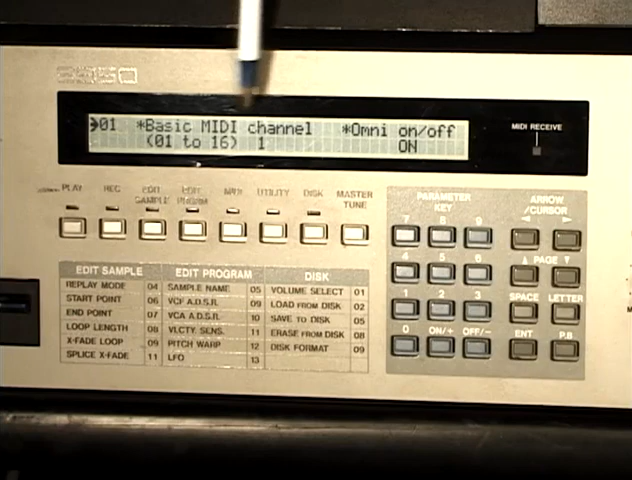 S950
→01 *Basic MIDI channel *Omni on/off
(01 to 16) 1 ON
MIDI RECEIVE
PLAY REC EDIT SAMPLE EDIT PROGRAM MIDI UTILITY DISK MASTER TUNE
PARAMETER KEY
ARROW /CURSOR
7 8 9
4 5 6
PAGE
1 2 3
SPACE LETTER
0 ON/+ OFF/-
ENT P.B
EDIT SAMPLE EDIT PROGRAM DISK
REPLAY MODE 04 SAMPLE NAME 05 VOLUME SELECT 01
START POINT 06 VCF A.D.S.R. 09 LOAD FROM DISK 02
END POINT 07 VCA A.D.S.R. 10 SAVE TO DISK 05
LOOP LENGTH 08 VLCTY. SENS. 11 ERASE FROM DISK 08
X-FADE LOOP 09 PITCH WARP 12 DISK FORMAT 09
SPLICE X-FADE 11 LFO 13